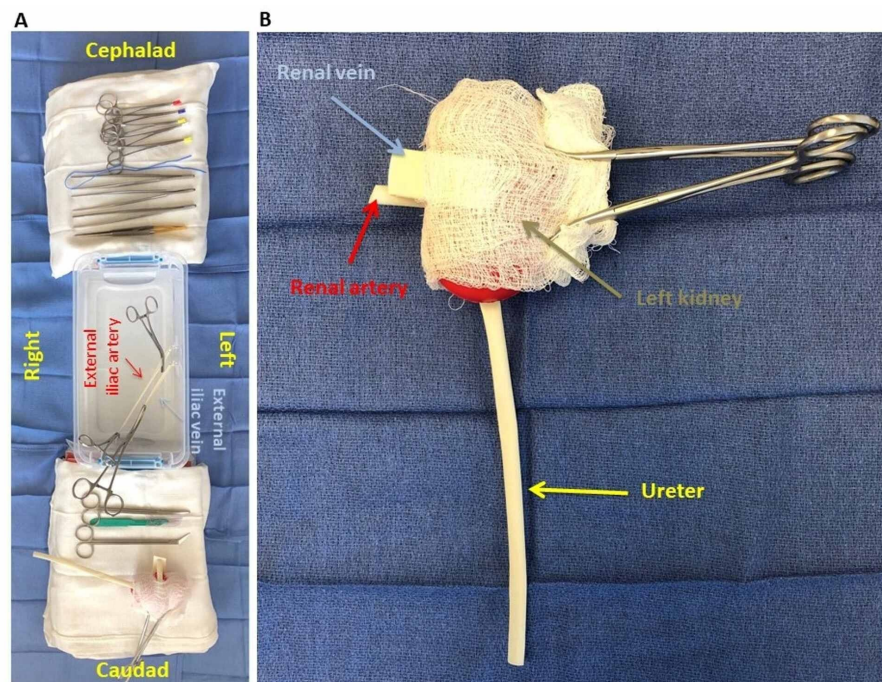 A
Cephalad
Right
External
iliac artery
Left
External
iliac vein
Caudad
B
Renal vein
Renal artery
Left kidney
Ureter